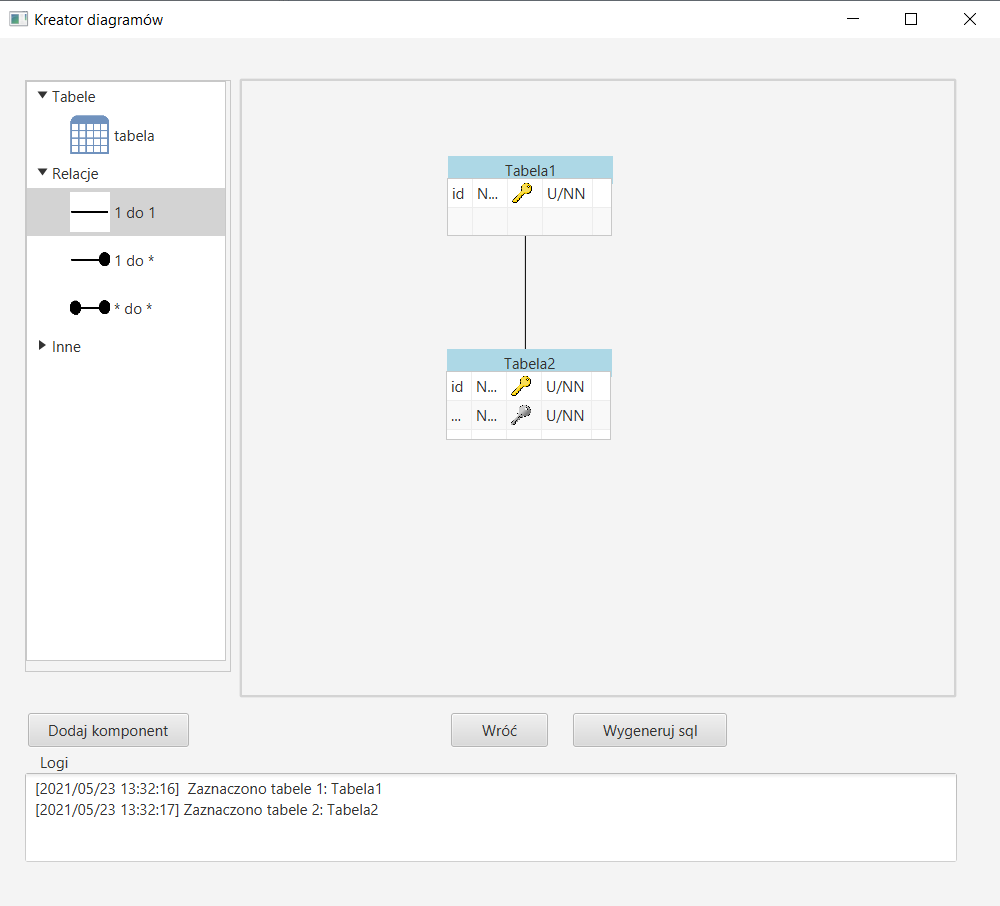 Kreator diagramów
Tabele
tabela
Relacje
1 do 1
1 do *
* do *
Inne
Tabela1
id N... U/NN
Tabela2
id N... U/NN
... N... U/NN
Dodaj komponent
Wróć
Wygeneruj sql
Logi
[2021/05/23 13:32:16] Zaznaczono tabele 1: Tabela1
[2021/05/23 13:32:17] Zaznaczono tabele 2: Tabela2